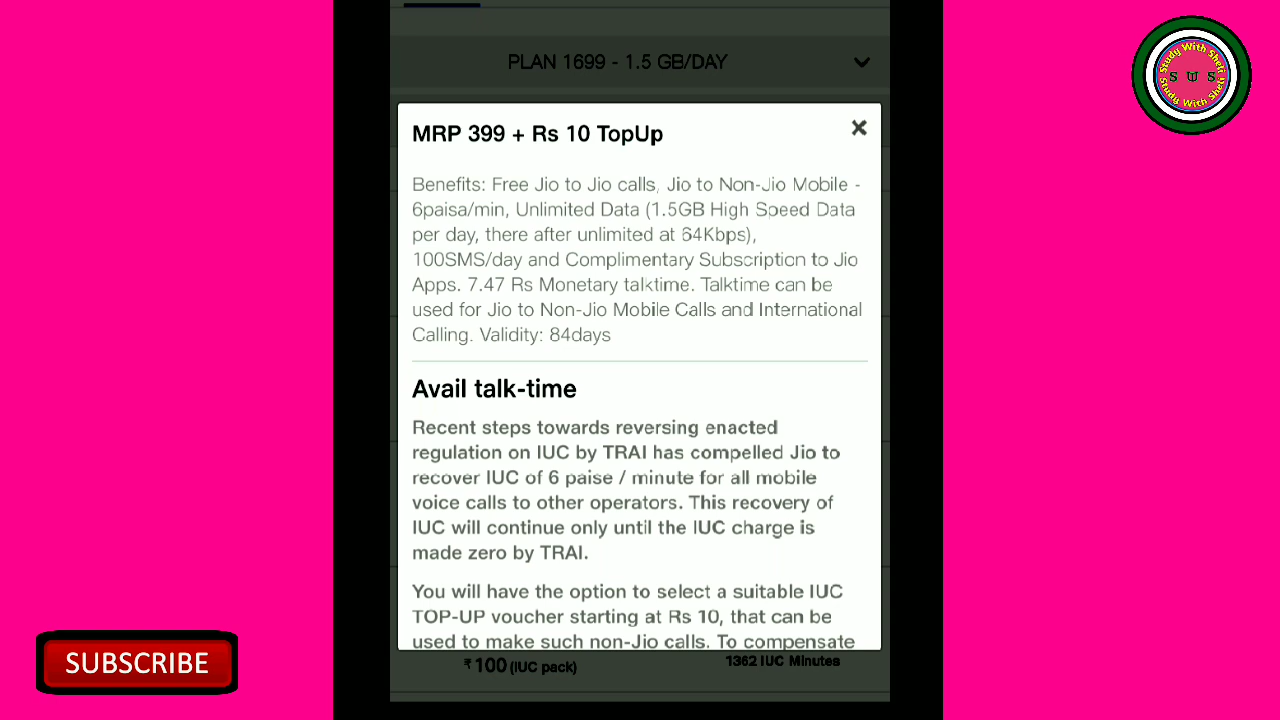 PLAN 1699 - 1.5 GB/DAY
MRP 399 + Rs 10 TopUp
Benefits: Free Jio to Jio calls, Jio to Non-Jio Mobile -
6paisa/min, Unlimited Data (1.5GB High Speed Data
per day, there after unlimited at 64Kbps),
100SMS/day and Complimentary Subscription to Jio
Apps. 7.47 Rs Monetary talktime. Talktime can be
used for Jio to Non-Jio Mobile Calls and International
Calling. Validity: 84days
Avail talk-time
Recent steps towards reversing enacted
regulation on IUC by TRAI has compelled Jio to
recover IUC of 6 paise / minute for all mobile
voice calls to other operators. This recovery of
IUC will continue only until the IUC charge is
made zero by TRAI.
You will have the option to select a suitable IUC
TOP-UP voucher starting at Rs 10, that can be
used to make such non-Jio calls. To compensate
₹100 (IUC pack)
1362 IUC Minutes
SUBSCRIBE
Study With Sheli
S W S
Study With Sheli